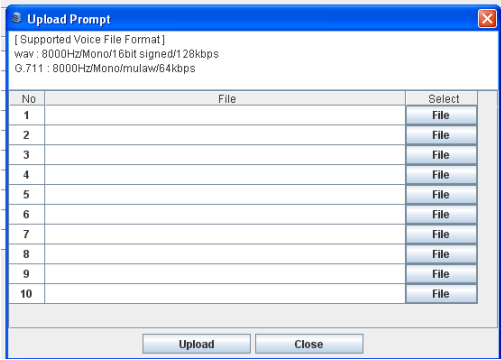 Upload Prompt
[ Supported Voice File Format ]
wav : 8000Hz/Mono/16bit signed/128kbps
G.711 : 8000Hz/Mono/mulaw/64kbps
No File Select
1 File
2 File
3 File
4 File
5 File
6 File
7 File
8 File
9 File
10 File
Upload Close